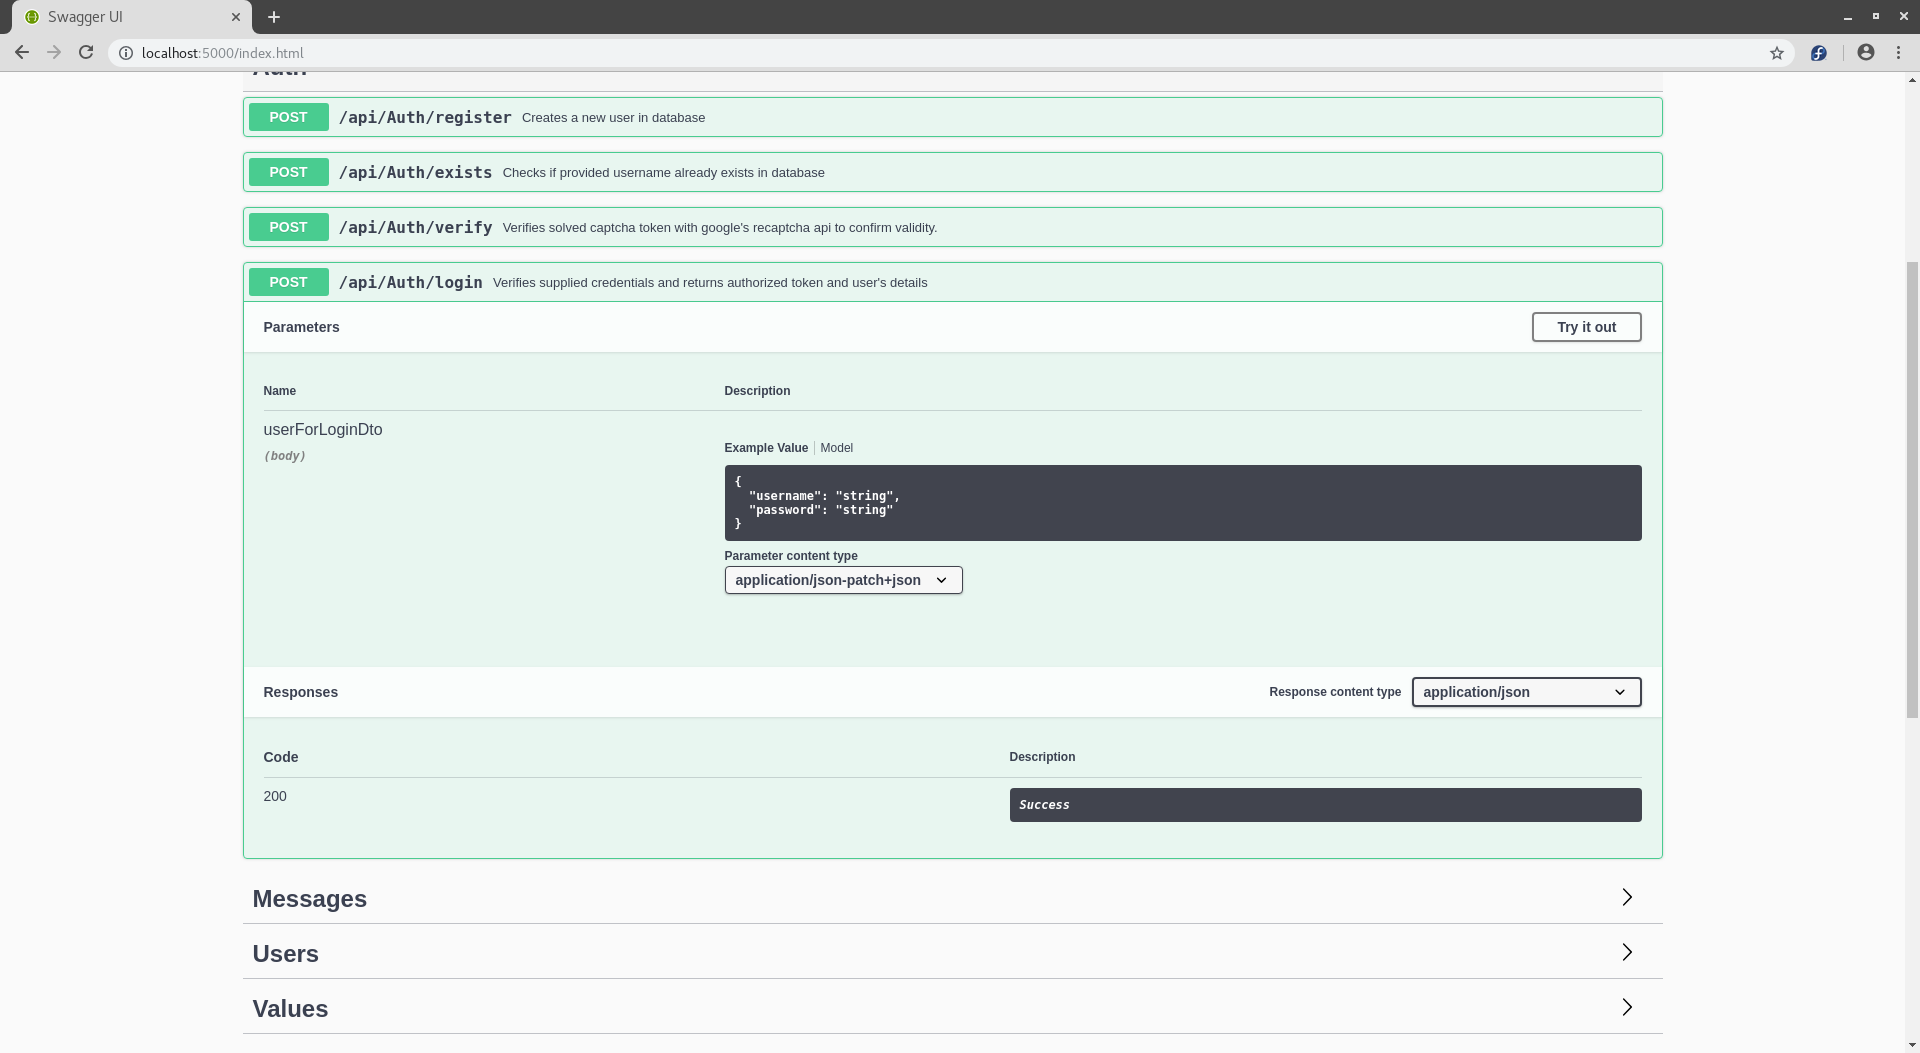 Swagger UI
localhost:5000/index.html
Auth
POST /api/Auth/register Creates a new user in database
POST /api/Auth/exists Checks if provided username already exists in database
POST /api/Auth/verify Verifies solved captcha token with google's recaptcha api to confirm validity.
POST /api/Auth/login Verifies supplied credentials and returns authorized token and user's details
Parameters Try it out
Name Description
userForLoginDto
(body)
Example Value Model
{
"username": "string",
"password": "string"
}
Parameter content type
application/json-patch+json
Responses Response content type application/json
Code Description
200 Success
Messages
Users
Values